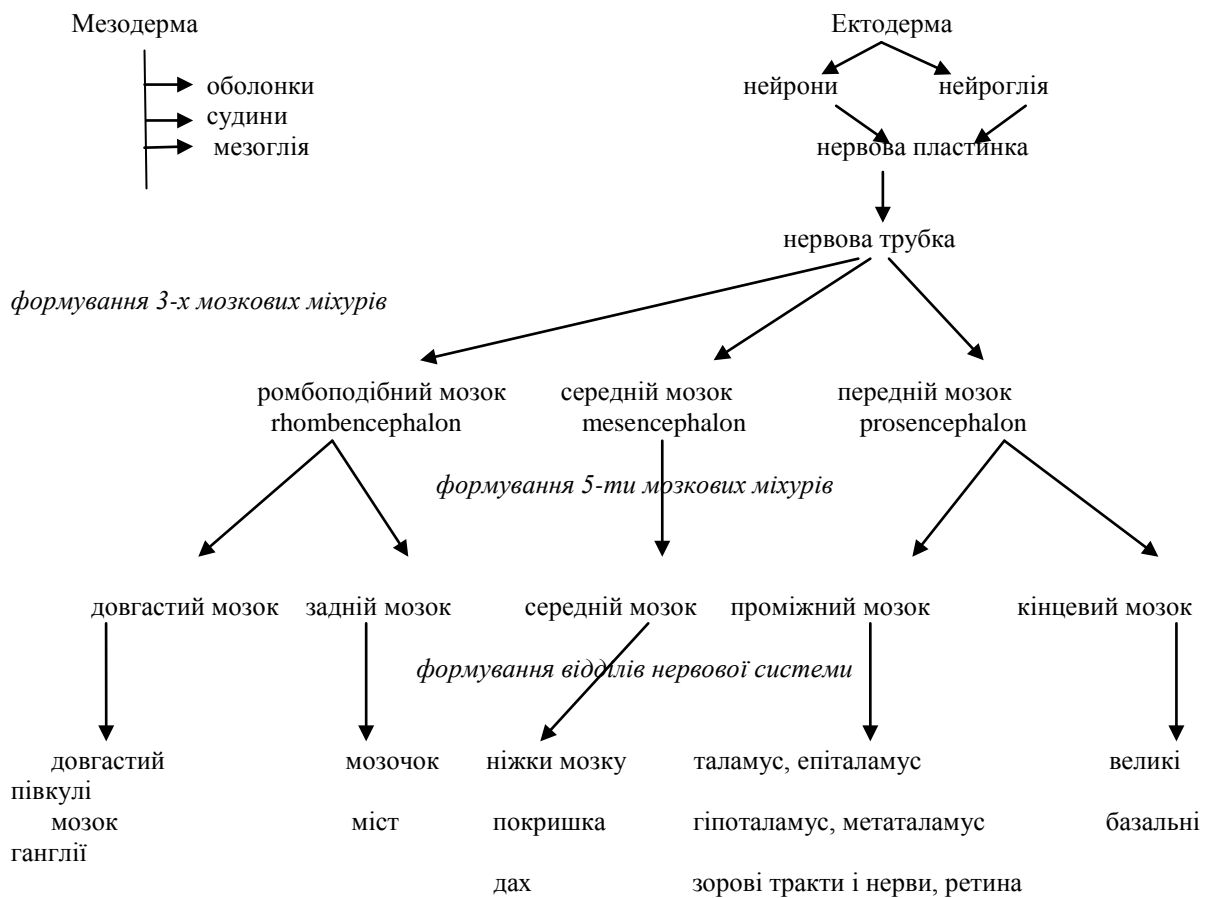 Мезодерма Ектодерма
оболонки нейрони нейроглія
судини
мезоглія нервова пластинка
нервова трубка
формування 3-х мозкових міхурів
ромбоподібний мозок середній мозок передній мозок
rhombencephalon mesencephalon prosencephalon
формування 5-ти мозкових міхурів
довгастий мозок задній мозок середній мозок проміжний мозок кінцевий мозок
формування відділів нервової системи
довгастий мозочок ніжки мозку таламус, епіталамус великі
півкулі
мозок міст покришка гіпоталамус, метаталамус базальні
ганглії
дах зорові тракти і нерви, ретина